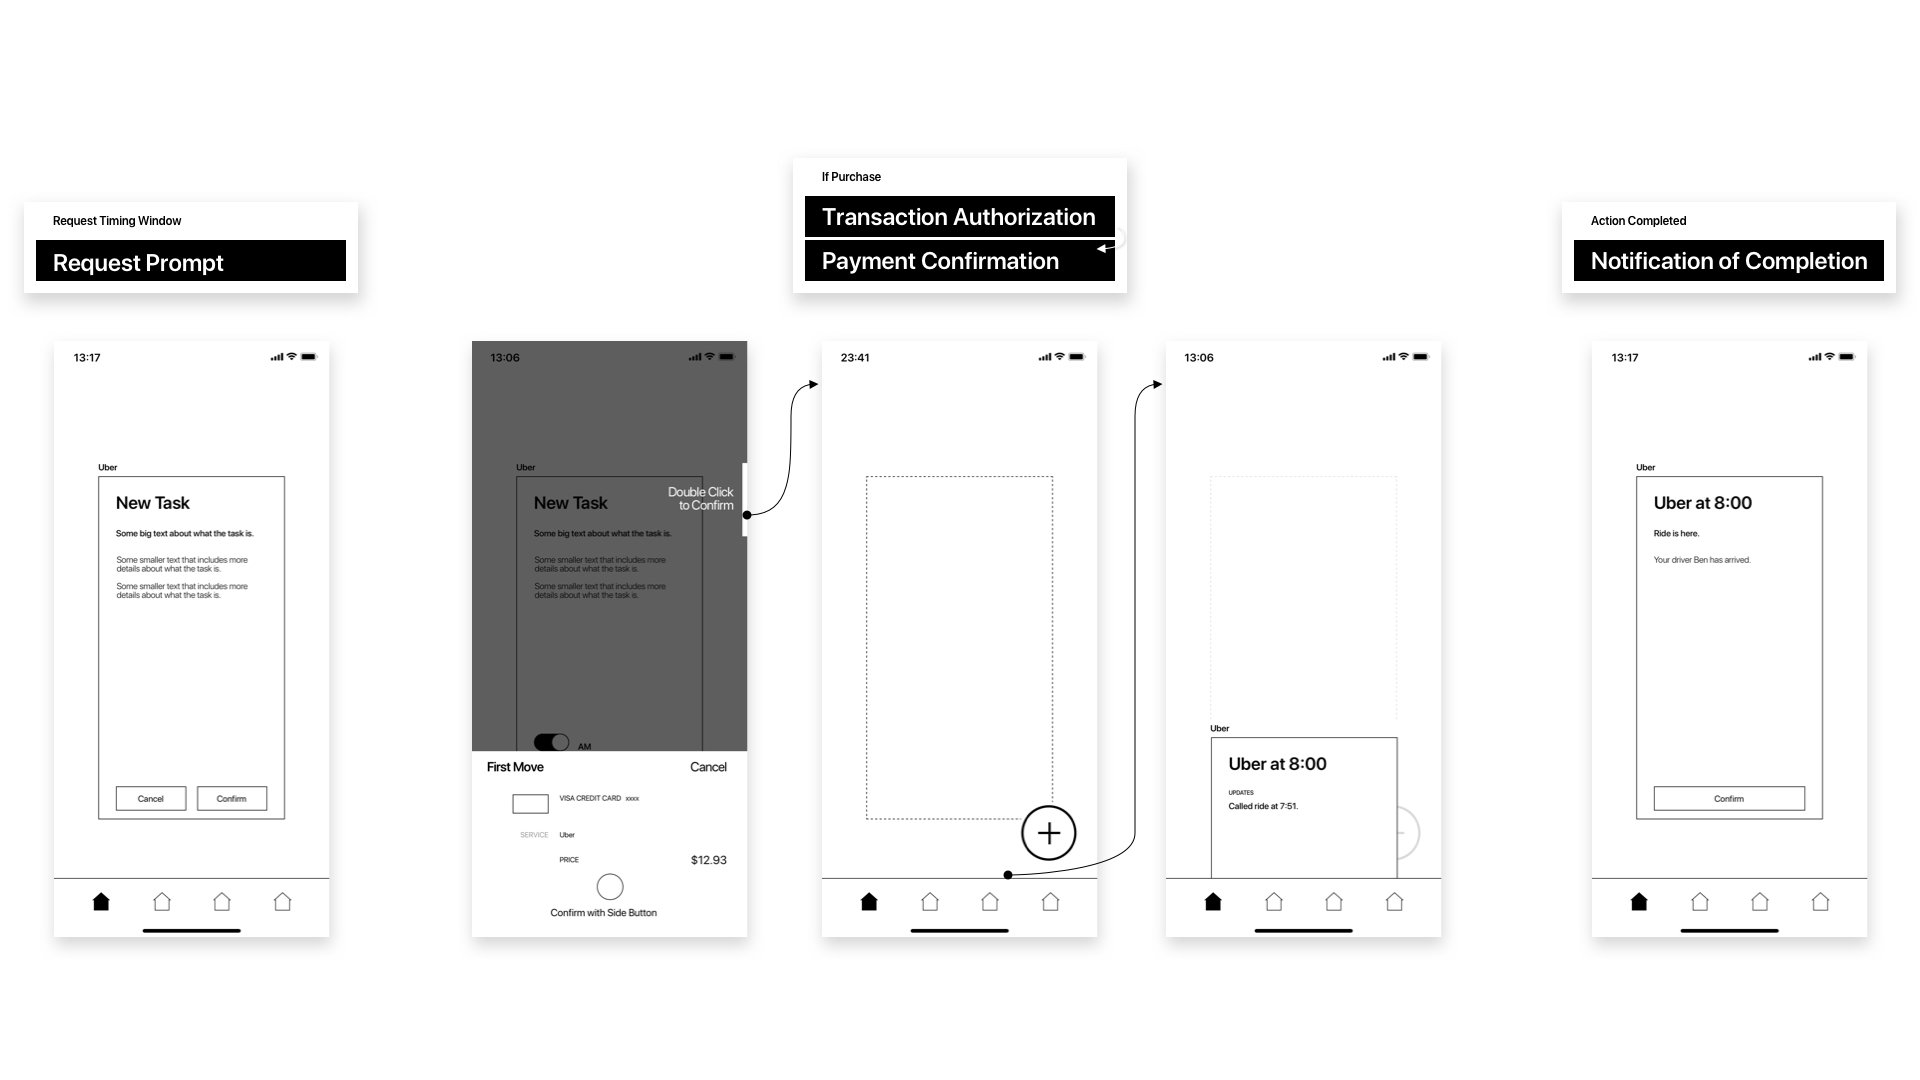 Request Timing Window
Request Prompt
If Purchase
Transaction Authorization
Payment Confirmation
Action Completed
Notification of Completion
13:17
Uber
New Task
Some big text about what the task is.
Some smaller text that includes more
details about what the task is.
Some smaller text that includes more
details about what the task is.
Cancel
Confirm
13:06
Uber
New Task
Double Click
to Confirm
Some big text about what the task is.
Some smaller text that includes more
details about what the task is.
Some smaller text that includes more
details about what the task is.
AM
First Move
Cancel
VISA CREDIT CARD xxxx
SERVICE Uber
PRICE $12.93
Confirm with Side Button
23:41
13:06
Uber
Uber at 8:00
UPDATES
Called ride at 7:51.
13:17
Uber
Uber at 8:00
Ride is here.
Your driver Ben has arrived.
Confirm